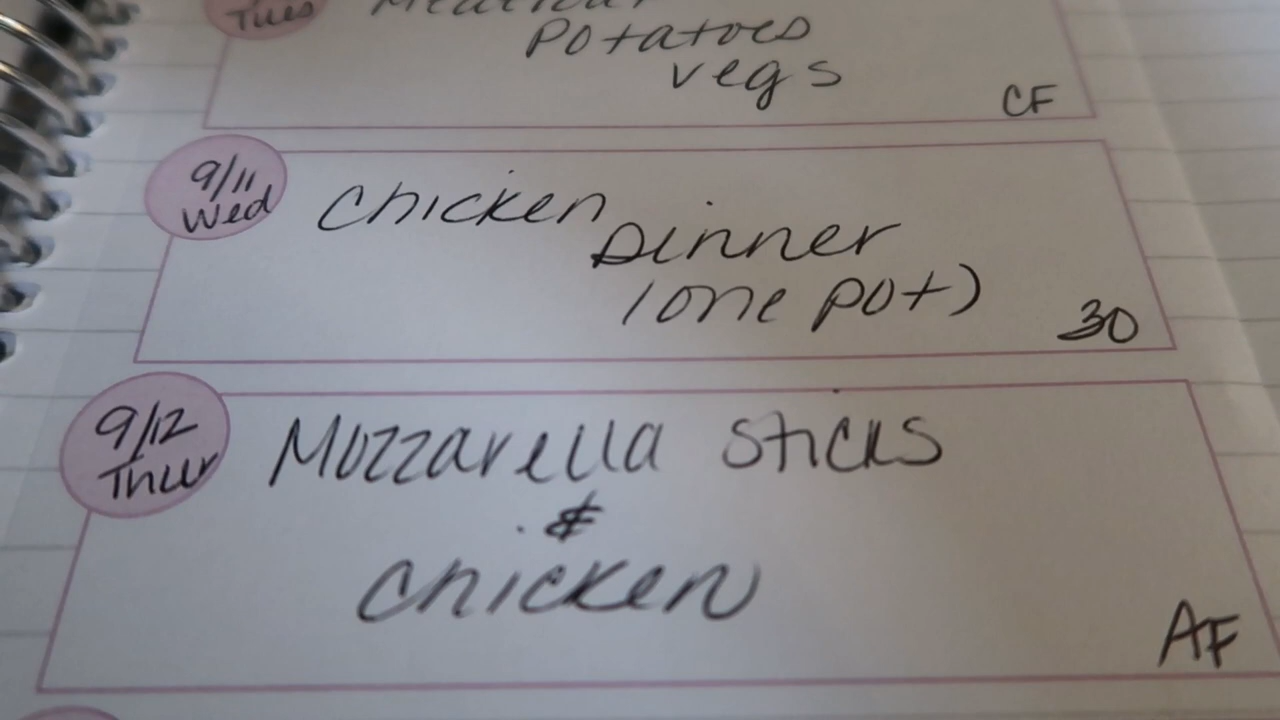 Tues
Meatloaf
Potatoes
vegs
CF
9/11
Wed
Chicken
Dinner
(one pot)
30
9/12
Thur
Mozzarella sticks
&
chicken
AF